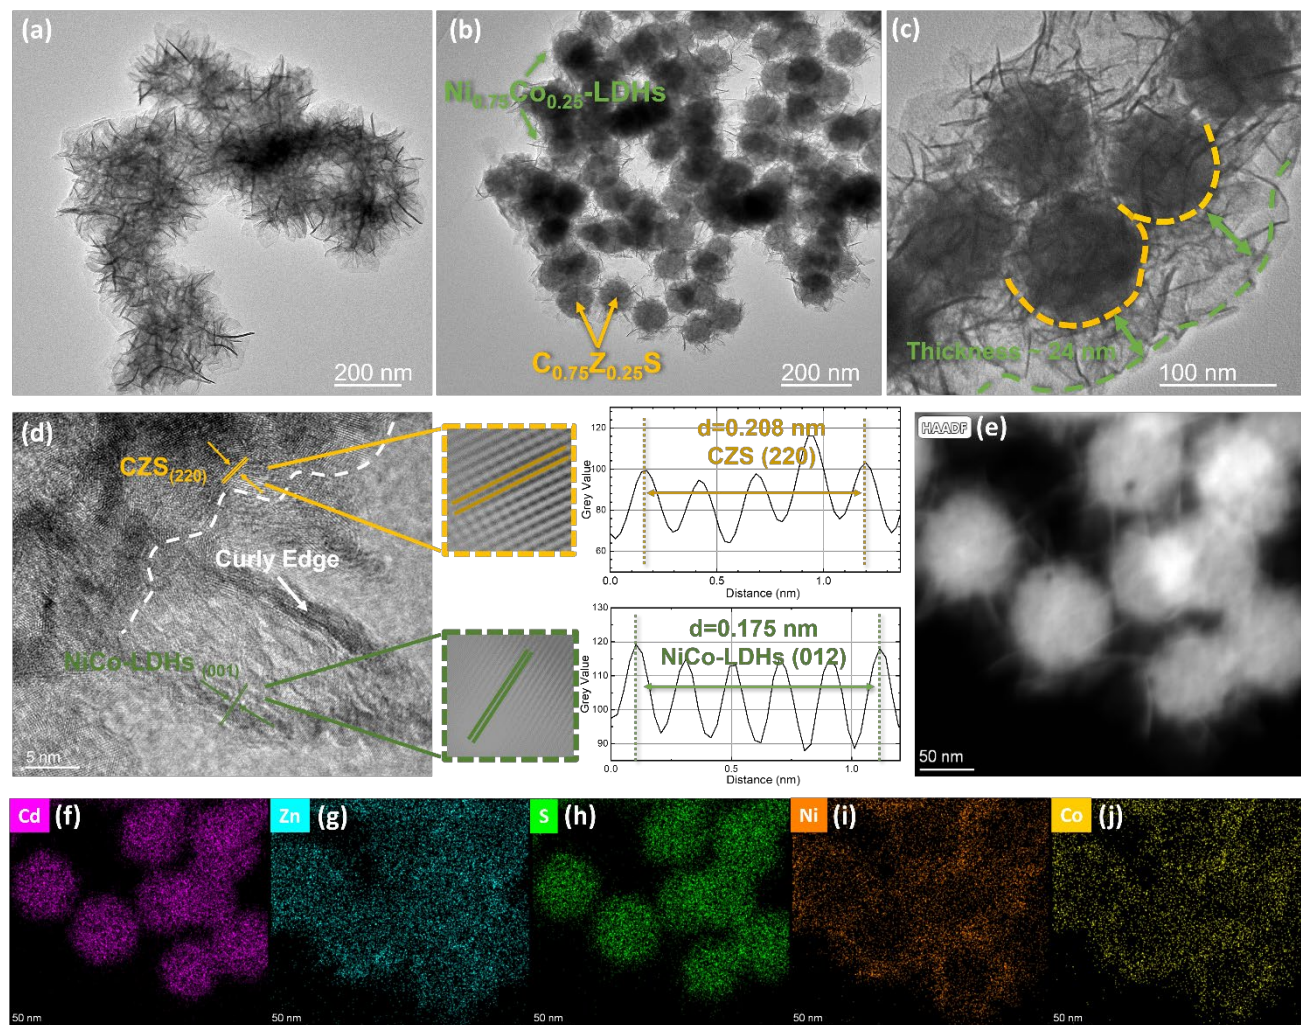 (a)
200 nm
(b)
Ni0.75Co0.25-LDHs
C0.75Z0.25S
200 nm
(c)
Thickness ~ 24 nm
100 nm
(d)
CZS(220)
Curly Edge
NiCo-LDHs (001)
5 nm
d=0.208 nm
CZS (220)
Grey Value
120
100
80
60
0.0 0.5 1.0
Distance (nm)
d=0.175 nm
NiCo-LDHs (012)
Grey Value
130
120
110
100
90
0.0 0.5 1.0
Distance (nm)
HAADF (e)
50 nm
Cd (f)
50 nm
Zn (g)
50 nm
S (h)
50 nm
Ni (i)
50 nm
Co (j)
50 nm